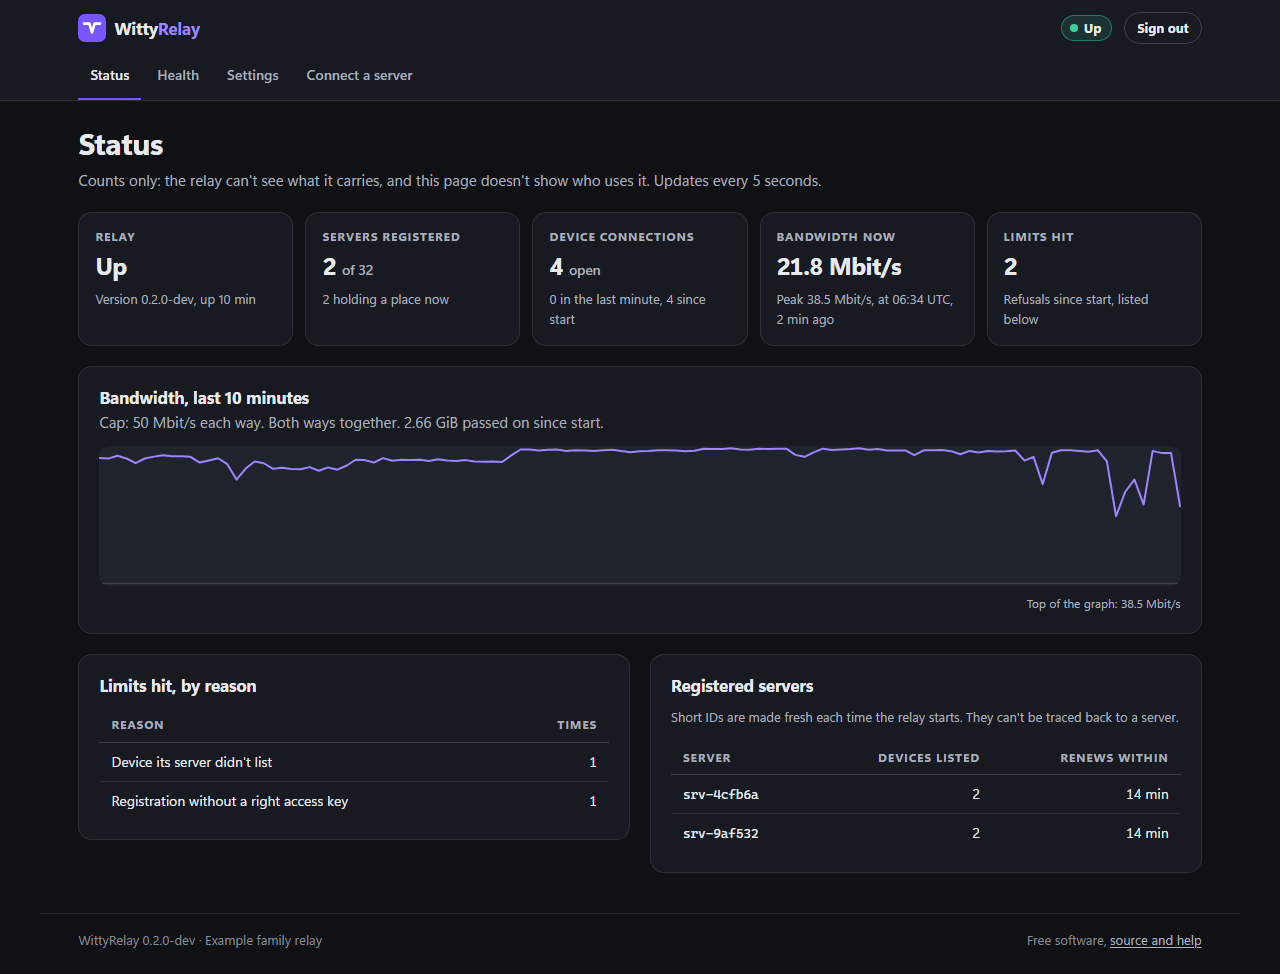 WittyRelay
Up
Sign out
Status
Health
Settings
Connect a server
Status
Counts only: the relay can't see what it carries, and this page doesn't show who uses it. Updates every 5 seconds.
RELAY
Up
Version 0.2.0-dev, up 10 min
SERVERS REGISTERED
2 of 32
2 holding a place now
DEVICE CONNECTIONS
4 open
0 in the last minute, 4 since
start
BANDWIDTH NOW
21.8 Mbit/s
Peak 38.5 Mbit/s, at 06:34 UTC,
2 min ago
LIMITS HIT
2
Refusals since start, listed
below
Bandwidth, last 10 minutes
Cap: 50 Mbit/s each way. Both ways together. 2.66 GiB passed on since start.
Top of the graph: 38.5 Mbit/s
Limits hit, by reason
REASON TIMES
Device its server didn't list 1
Registration without a right access key 1
Registered servers
Short IDs are made fresh each time the relay starts. They can't be traced back to a server.
SERVER DEVICES LISTED RENEWS WITHIN
srv-4cfb6a 2 14 min
srv-9af532 2 14 min
WittyRelay 0.2.0-dev · Example family relay
Free software, source and help